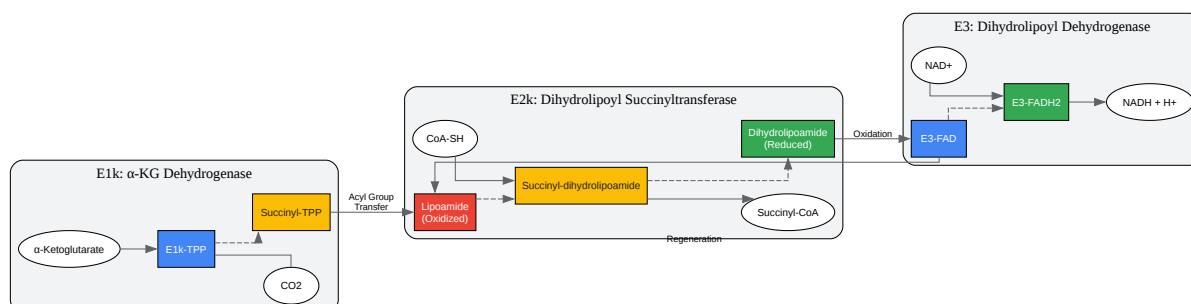 E3: Dihydrolipoyl Dehydrogenase
NAD+
E3-FADH2
NADH + H+
E3-FAD
Oxidation
E2k: Dihydrolipoyl Succinyltransferase
CoA-SH
Dihydrolipoamide
(Reduced)
Succinyl-dihydrolipoamide
Lipoamide
(Oxidized)
Succinyl-CoA
Regeneration
E1k: α-KG Dehydrogenase
Succinyl-TPP
Acyl Group
Transfer
α-Ketoglutarate
E1k-TPP
CO2